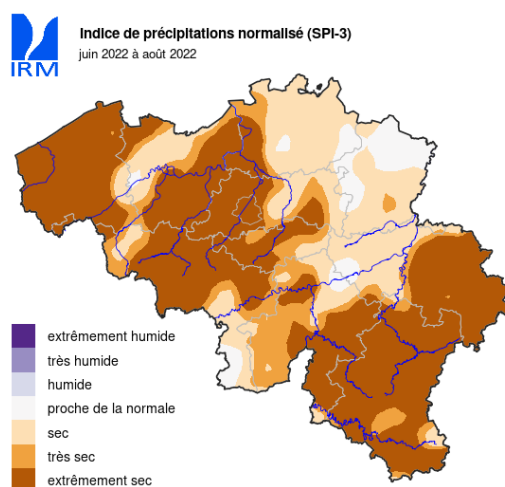 Indice de précipitations normalisé (SPI-3)
juin 2022 à août 2022
IRM
extrêmement humide
très humide
humide
proche de la normale
sec
très sec
extrêmement sec